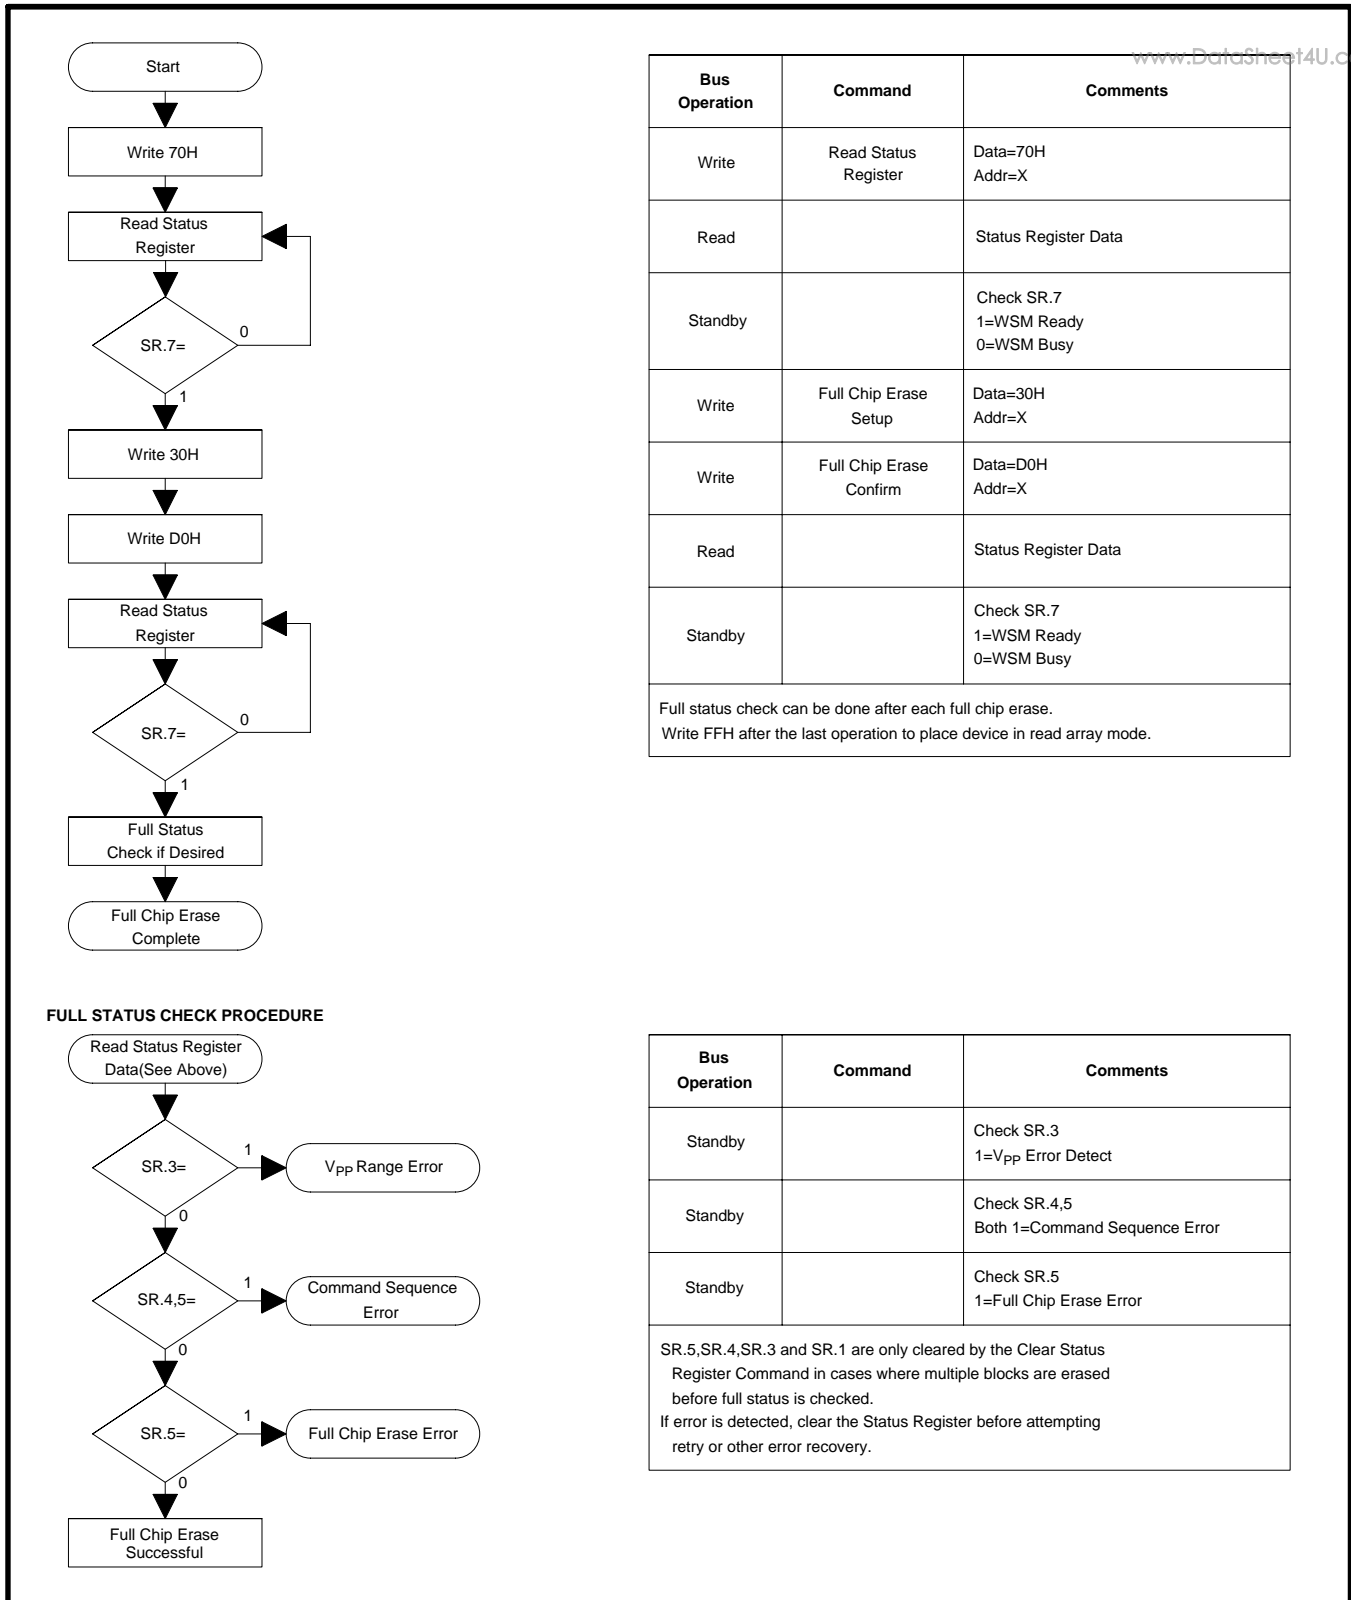 www.DataSheet4U.c
Start
Write 70H
Read Status
Register
SR.7=
0
1
Write 30H
Write D0H
Read Status
Register
SR.7=
0
1
Full Status
Check if Desired
Full Chip Erase
Complete
Bus
Operation
Command
Comments
Write
Read Status
Register
Data=70H
Addr=X
Read
Status Register Data
Standby
Check SR.7
1=WSM Ready
0=WSM Busy
Write
Full Chip Erase
Setup
Data=30H
Addr=X
Write
Full Chip Erase
Confirm
Data=D0H
Addr=X
Read
Status Register Data
Standby
Check SR.7
1=WSM Ready
0=WSM Busy
Full status check can be done after each full chip erase.
Write FFH after the last operation to place device in read array mode.
FULL STATUS CHECK PROCEDURE
Read Status Register
Data(See Above)
SR.3=
1
VPP Range Error
0
SR.4,5=
1
Command Sequence
Error
0
SR.5=
1
Full Chip Erase Error
0
Full Chip Erase
Successful
Bus
Operation
Command
Comments
Standby
Check SR.3
1=VPP Error Detect
Standby
Check SR.4,5
Both 1=Command Sequence Error
Standby
Check SR.5
1=Full Chip Erase Error
SR.5,SR.4,SR.3 and SR.1 are only cleared by the Clear Status
Register Command in cases where multiple blocks are erased
before full status is checked.
If error is detected, clear the Status Register before attempting
retry or other error recovery.